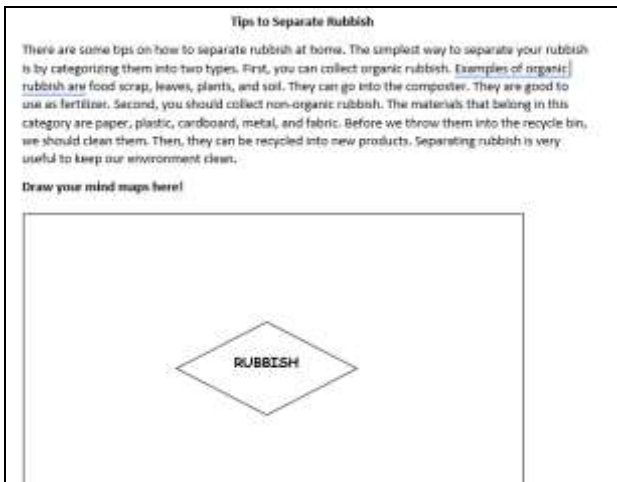 Tips to Separate Rubbish
There are some tips on how to separate rubbish at home. The simplest way to separate your rubbish
is by categorizing them into two types. First, you can collect organic rubbish. Examples of organic
rubbish are food scrap, leaves, plants, and soil. They can go into the composter. They are good to
use as fertilizer. Second, you should collect non-organic rubbish. The materials that belong in this
category are paper, plastic, cardboard, metal, and fabric. Before we throw them into the recycle bin,
we should clean them. Then, they can be recycled into new products. Separating rubbish is very
useful to keep our environment clean.
Draw your mind maps here!
RUBBISH